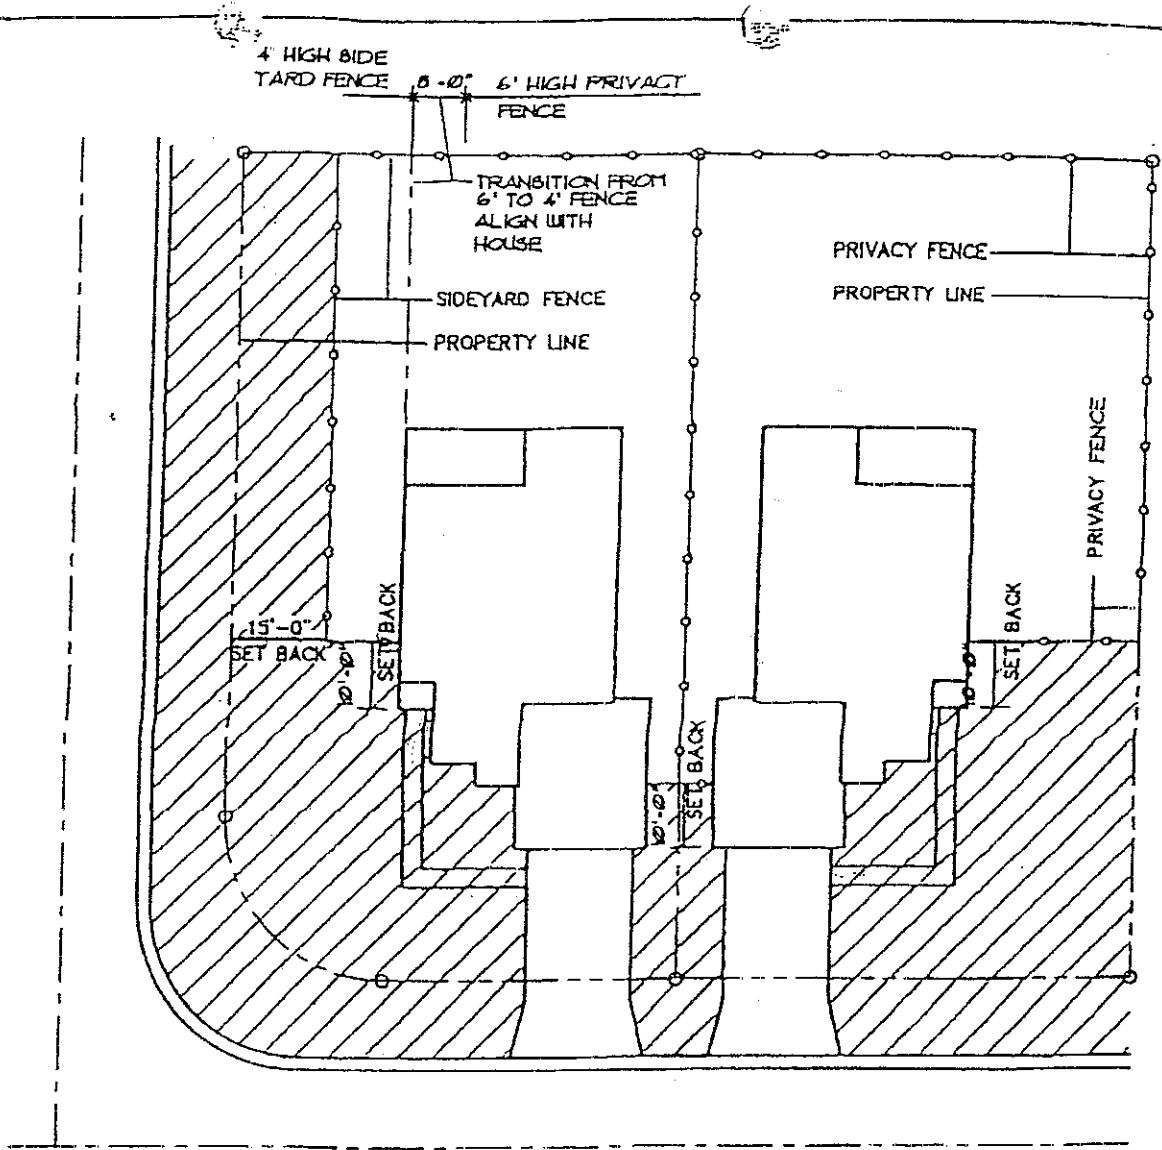 4' HIGH SIDE
TARD FENCE
8'-0"
6' HIGH PRIVACT
FENCE
TRANSITION FROM
6' TO 4' FENCE
ALIGN WITH
HOUSE
PRIVACY FENCE
SIDEYARD FENCE
PROPERTY LINE
PROPERTY LINE
PRIVACY FENCE
15'-0"
SET BACK
10'-0"
SET BACK
10'-0"
SET BACK
10'-0"
SET BACK